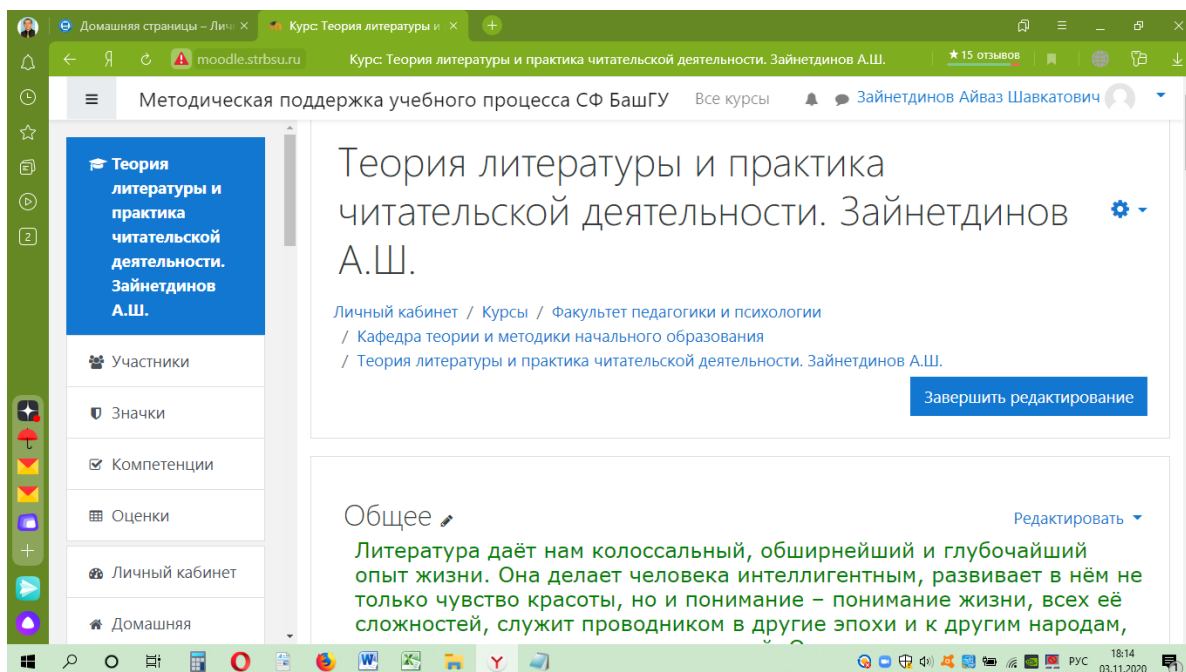 Домашняя страницы – Личн
Курс: Теория литературы и
moodle.strbsu.ru
Курс: Теория литературы и практика читательской деятельности. Зайнетдинов А.Ш.
★ 15 отзывов
Методическая поддержка учебного процесса СФ БашГУ
Все курсы
Зайнетдинов Айваз Шавкатович
Теория
литературы и
практика
читательской
деятельности.
Зайнетдинов
А.Ш.
Участники
Значки
Компетенции
Оценки
Личный кабинет
Домашняя
Теория литературы и практика
читательской деятельности. Зайнетдинов
А.Ш.
Личный кабинет / Курсы / Факультет педагогики и психологии
/ Кафедра теории и методики начального образования
/ Теория литературы и практика читательской деятельности. Зайнетдинов А.Ш.
Завершить редактирование
Общее
Редактировать
Литература даёт нам колоссальный, обширнейший и глубочайший
опыт жизни. Она делает человека интеллигентным, развивает в нём не
только чувство красоты, но и понимание – понимание жизни, всех её
сложностей, служит проводником в другие эпохи и к другим народам,
РУС
18:14
03.11.2020